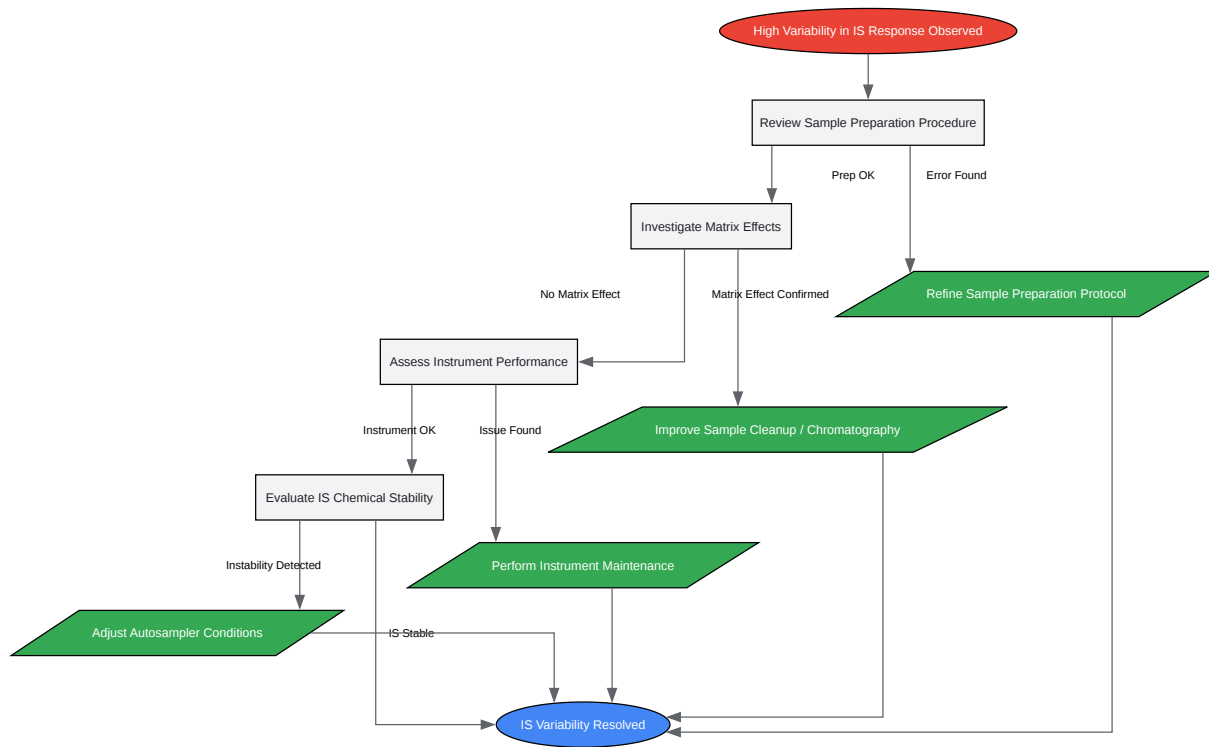 High Variability in IS Response Observed
Review Sample Preparation Procedure
Prep OK
Error Found
Investigate Matrix Effects
No Matrix Effect
Matrix Effect Confirmed
Refine Sample Preparation Protocol
Assess Instrument Performance
Instrument OK
Issue Found
Improve Sample Cleanup / Chromatography
Evaluate IS Chemical Stability
Instability Detected
Perform Instrument Maintenance
Adjust Autosampler Conditions
IS Stable
IS Variability Resolved